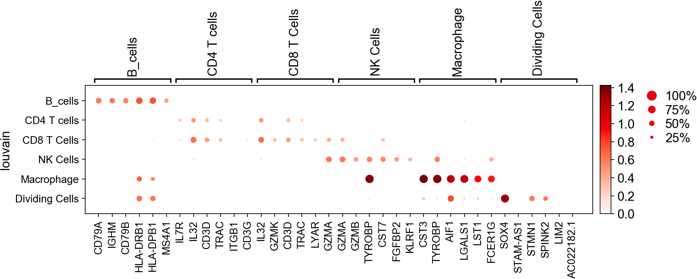 B_cells
CD4 T cells
CD8 T Cells
NK Cells
Macrophage
Dividing Cells
louvain
B_cells
CD4 T cells
CD8 T Cells
NK Cells
Macrophage
Dividing Cells
CD79A
IGHM
CD79B
HLA-DRB1
HLA-DPB1
MS4A1
IL7R
IL32
CD3D
TRAC
ITGB1
CD3G
IL32
GZMK
CD3D
TRAC
LYAR
GZMA
GZMA
GZMB
TYROBP
CST7
FGFBP2
KLRF1
CST3
TYROBP
AIF1
LGALS1
LST1
FCER1G
SOX4
STAM-AS1
STMN1
SPINK2
LIM2
AC022182.1
1.4
1.2
1.0
0.8
0.6
0.4
0.2
0.0
100%
75%
50%
25%